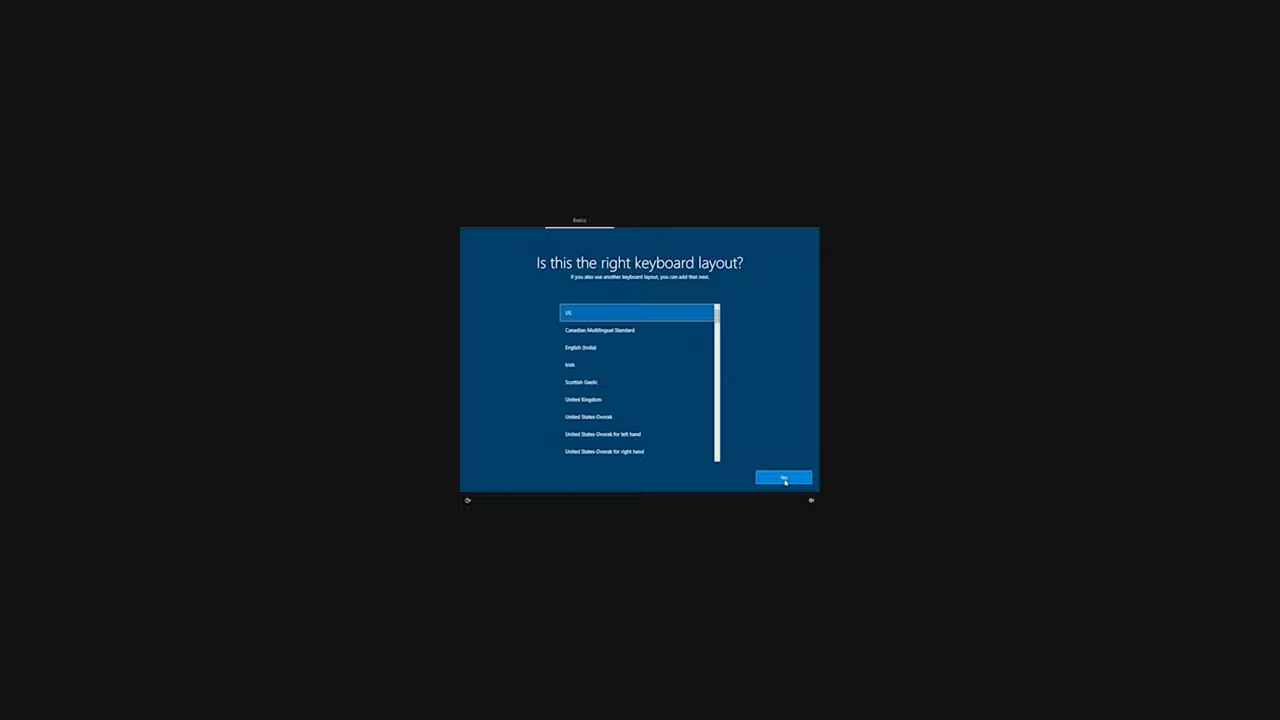 Basics
Is this the right keyboard layout?
If you also use another keyboard layout, you can add that next.
US
Canadian Multilingual Standard
English (India)
Irish
Scottish Gaelic
United Kingdom
United States-Dvorak
United States-Dvorak for left hand
United States-Dvorak for right hand
Yes